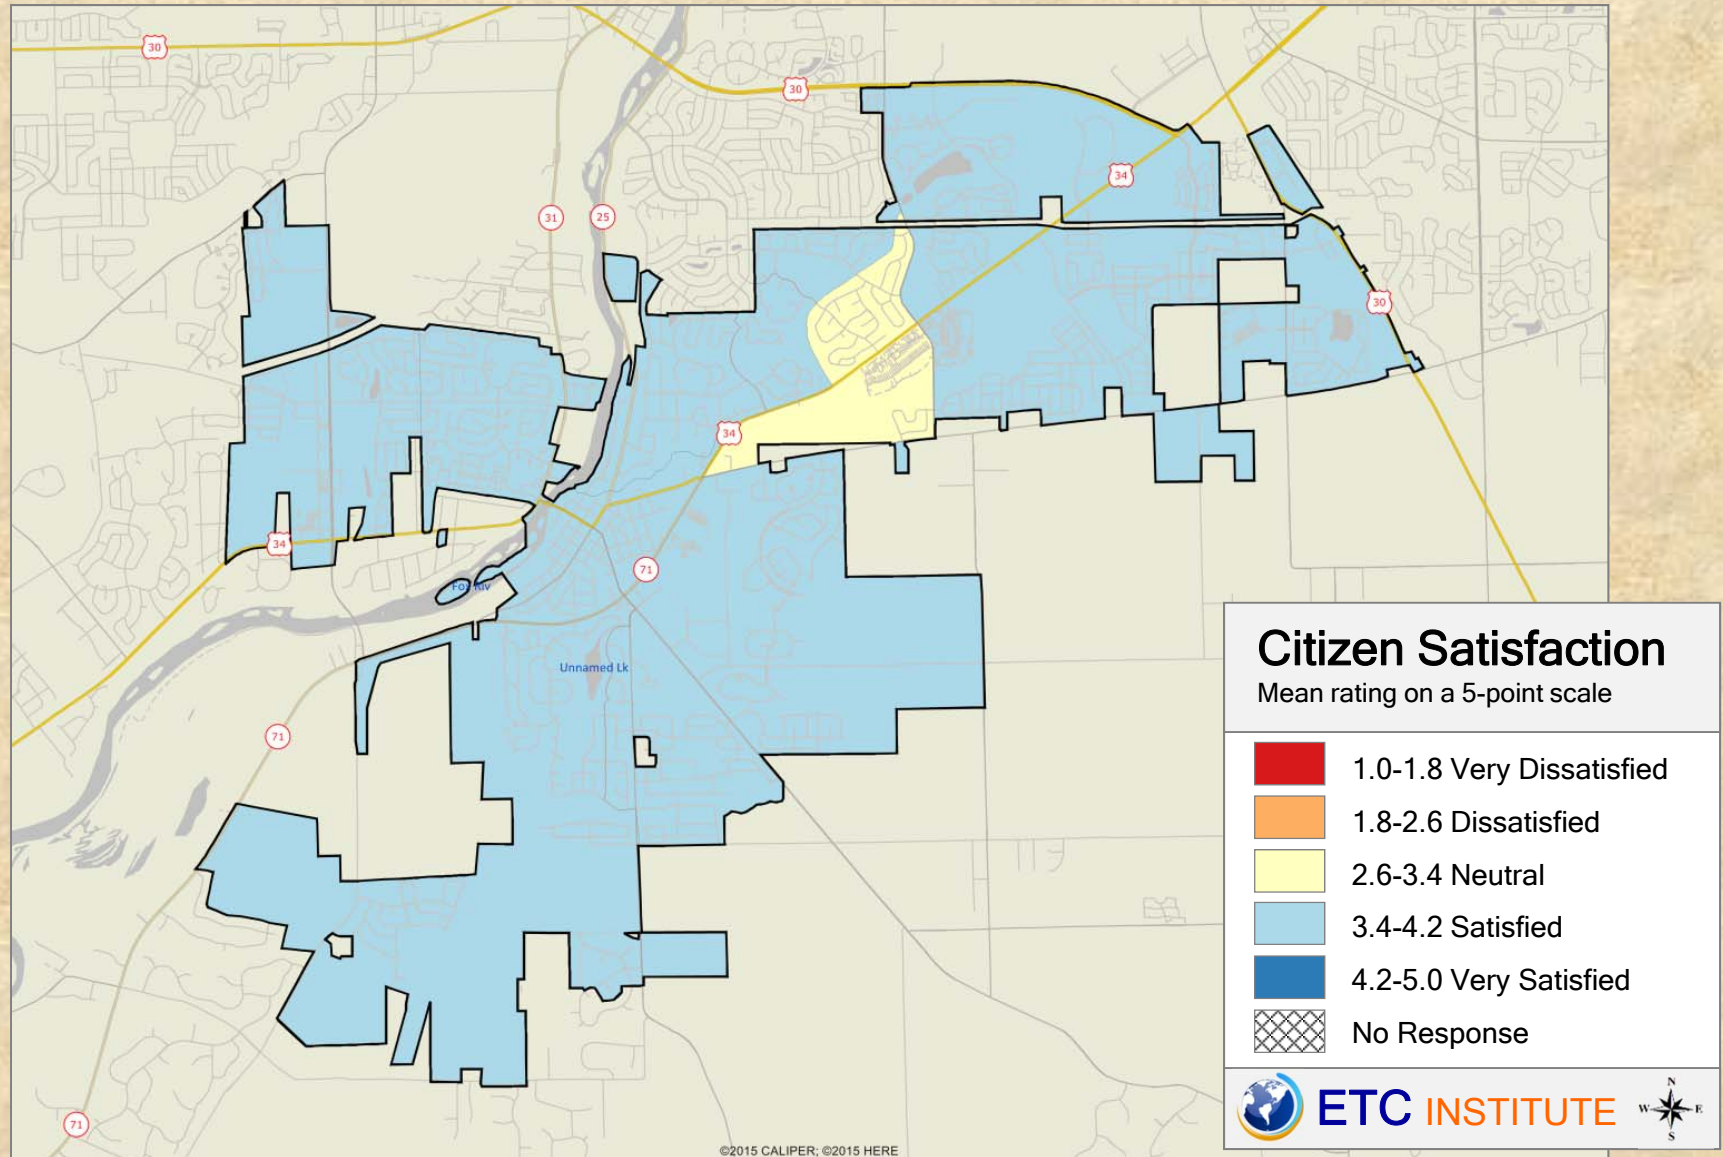 30
30
34
31
25
30
34
34
71
Fox Riv
Unnamed Lk
71
71
Citizen Satisfaction
Mean rating on a 5-point scale
1.0-1.8 Very Dissatisfied
1.8-2.6 Dissatisfied
2.6-3.4 Neutral
3.4-4.2 Satisfied
4.2-5.0 Very Satisfied
No Response
ETC INSTITUTE
N
W E
S
©2015 CALIPER; ©2015 HERE